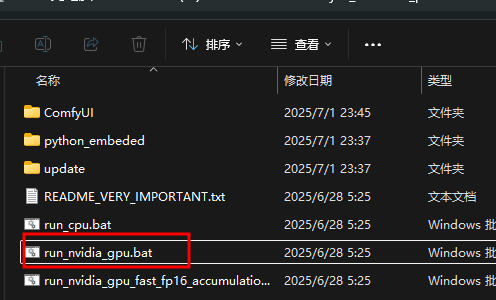 排序 查看
名称 修改日期 类型
ComfyUI 2025/7/1 23:45 文件夹
python_embeded 2025/7/1 23:37 文件夹
update 2025/7/1 23:37 文件夹
README_VERY_IMPORTANT.txt 2025/6/28 5:25 文本文档
run_cpu.bat 2025/6/28 5:25 Windows 批
run_nvidia_gpu.bat 2025/6/28 5:25 Windows 批
run_nvidia_gpu_fast_fp16_accumulatio... 2025/6/28 5:25 Windows 批